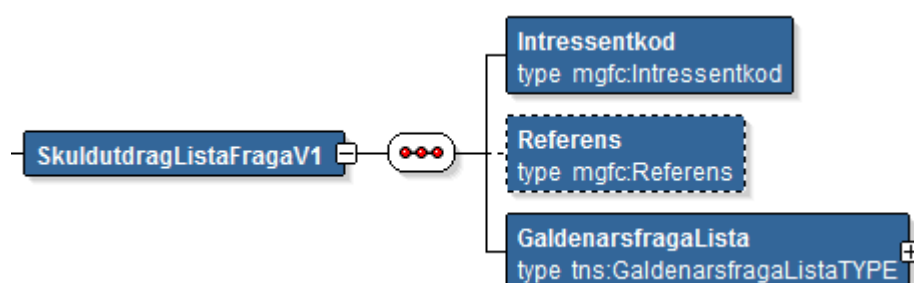 Intressentkod
type mgfc:Intressentkod
SkuldutdragListaFragaV1
Referens
type mgfc:Referens
GaldenarsfragaLista
type tns:GaldenarsfragaListaTYPE